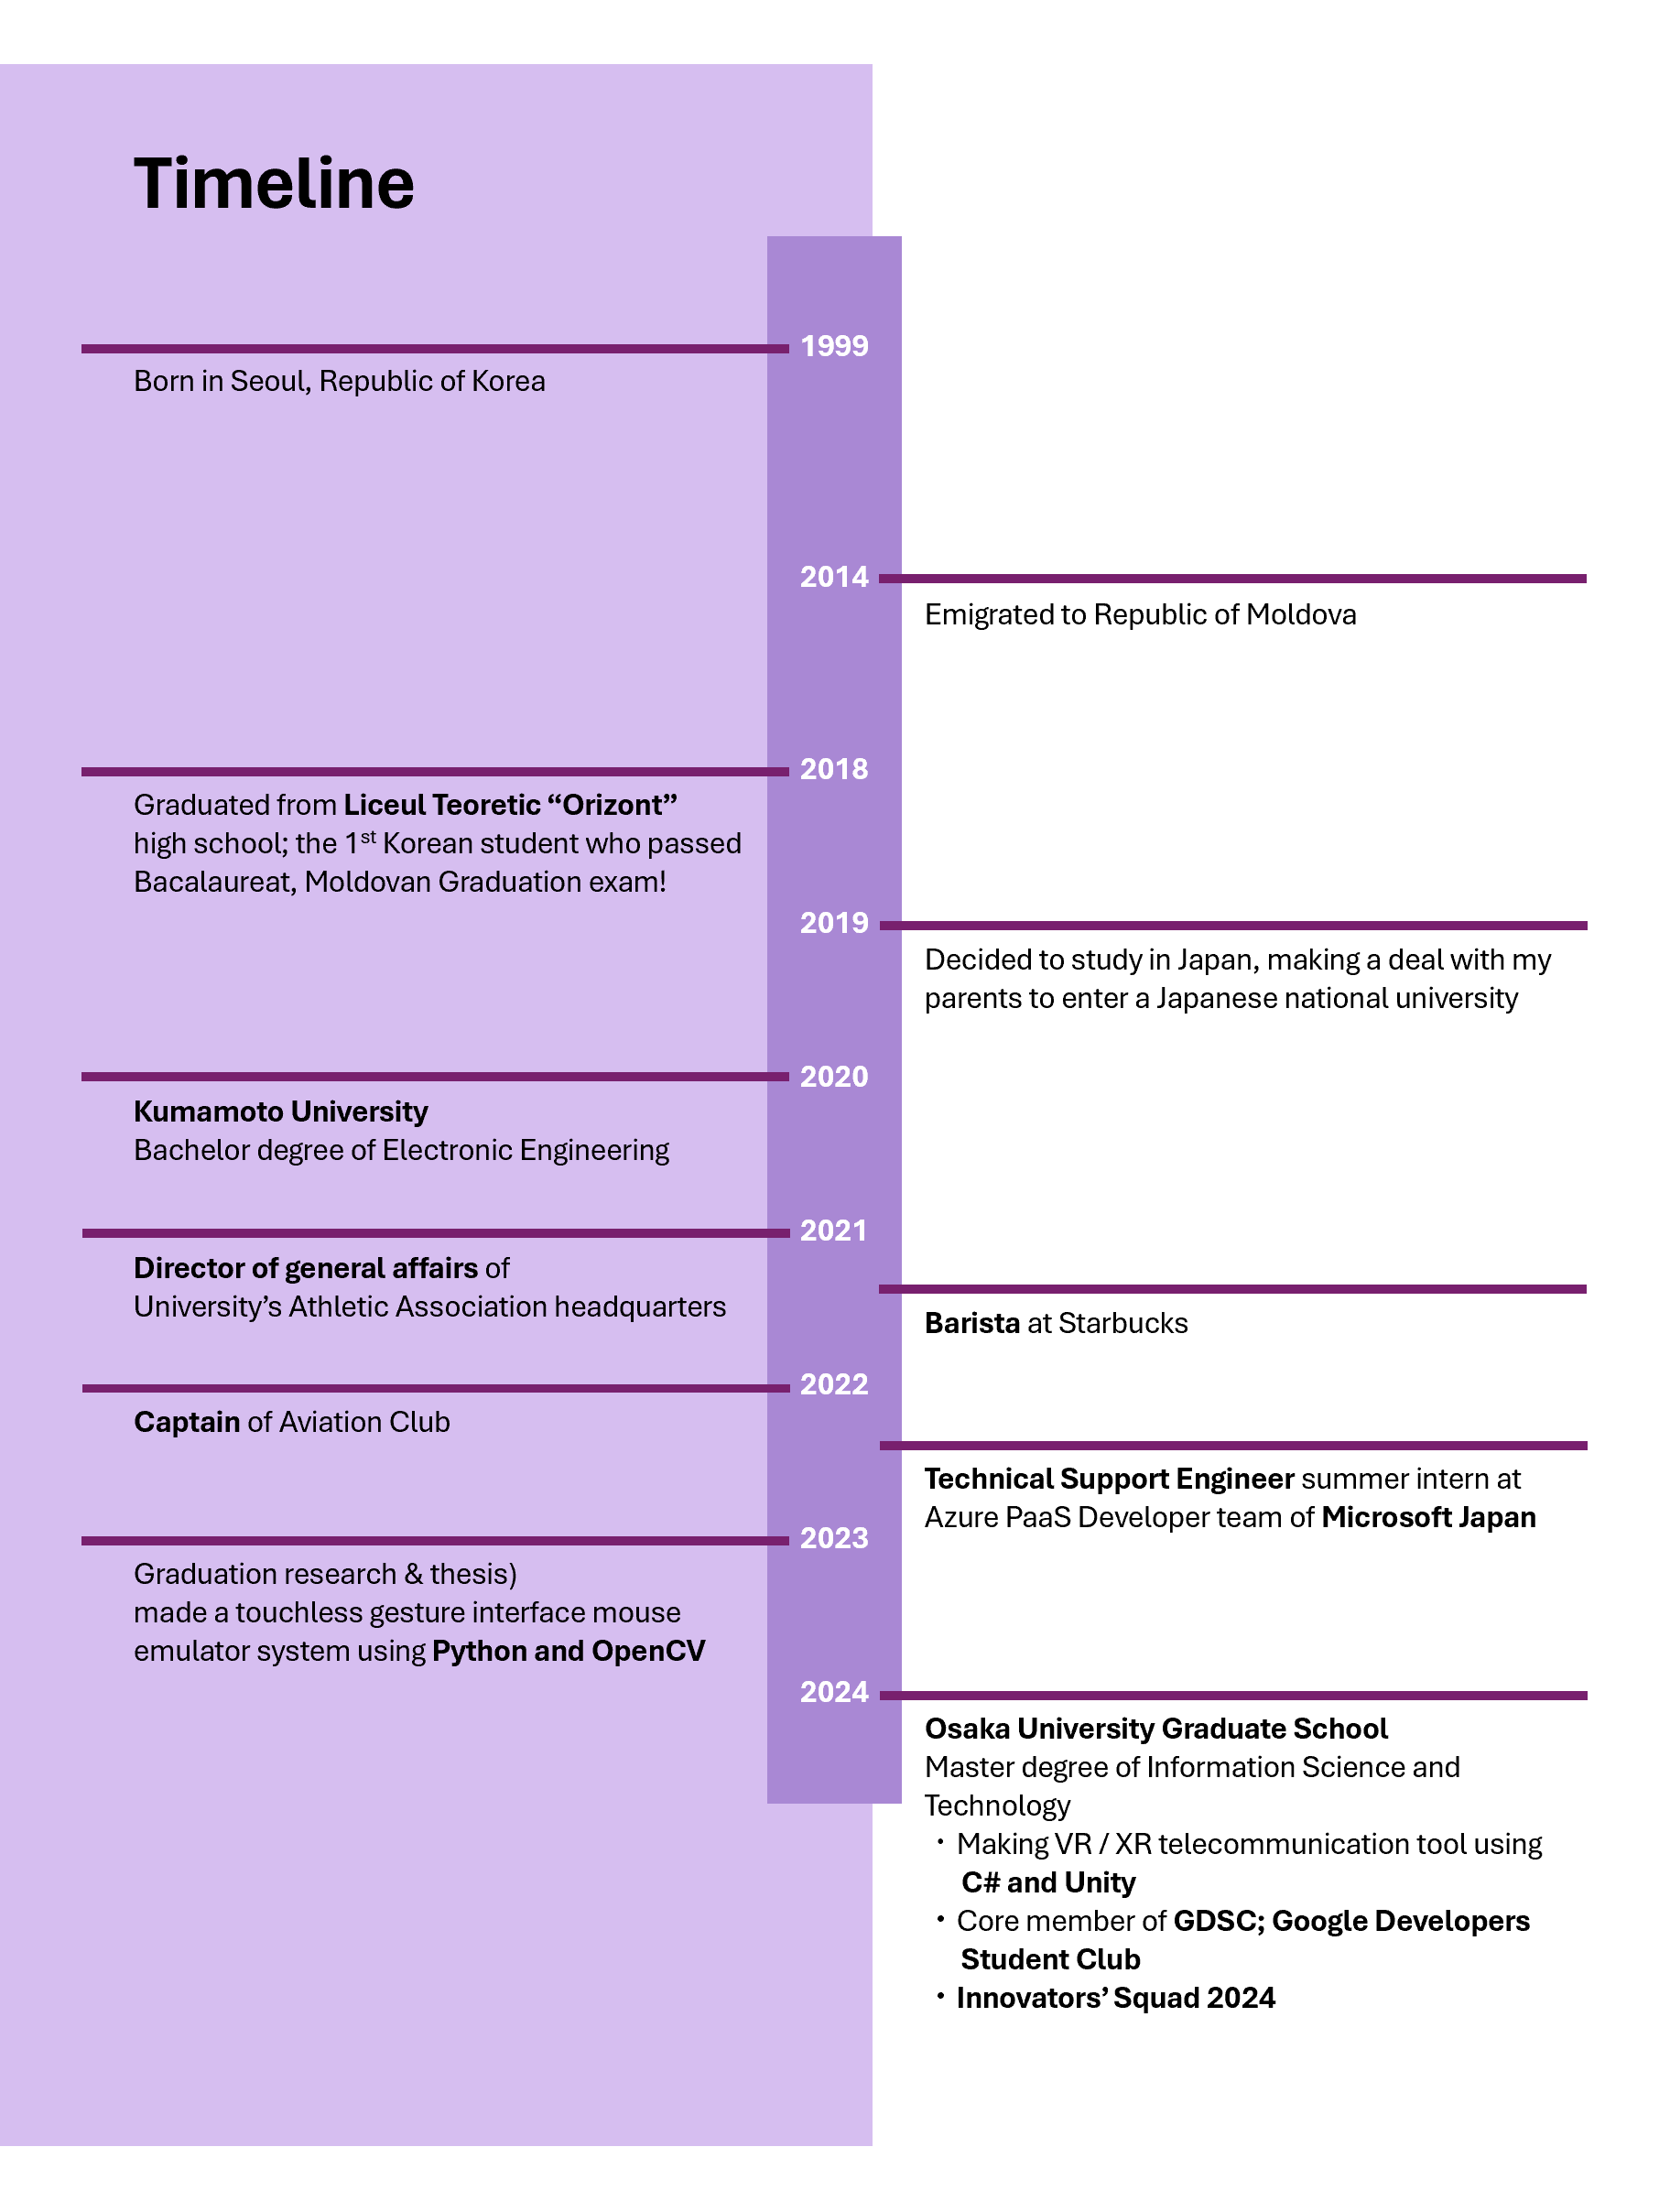 Timeline
1999
Born in Seoul, Republic of Korea
2014
Emigrated to Republic of Moldova
2018
Graduated from Liceul Teoretic “Orizont”
high school; the 1st Korean student who passed
Bacalaureat, Moldovan Graduation exam!
2019
Decided to study in Japan, making a deal with my
parents to enter a Japanese national university
2020
Kumamoto University
Bachelor degree of Electronic Engineering
2021
Director of general affairs of
University’s Athletic Association headquarters
Barista at Starbucks
2022
Captain of Aviation Club
Technical Support Engineer summer intern at
Azure PaaS Developer team of Microsoft Japan
2023
Graduation research & thesis)
made a touchless gesture interface mouse
emulator system using Python and OpenCV
2024
Osaka University Graduate School
Master degree of Information Science and
Technology
・Making VR / XR telecommunication tool using
C# and Unity
・Core member of GDSC; Google Developers
Student Club
・Innovators’ Squad 2024